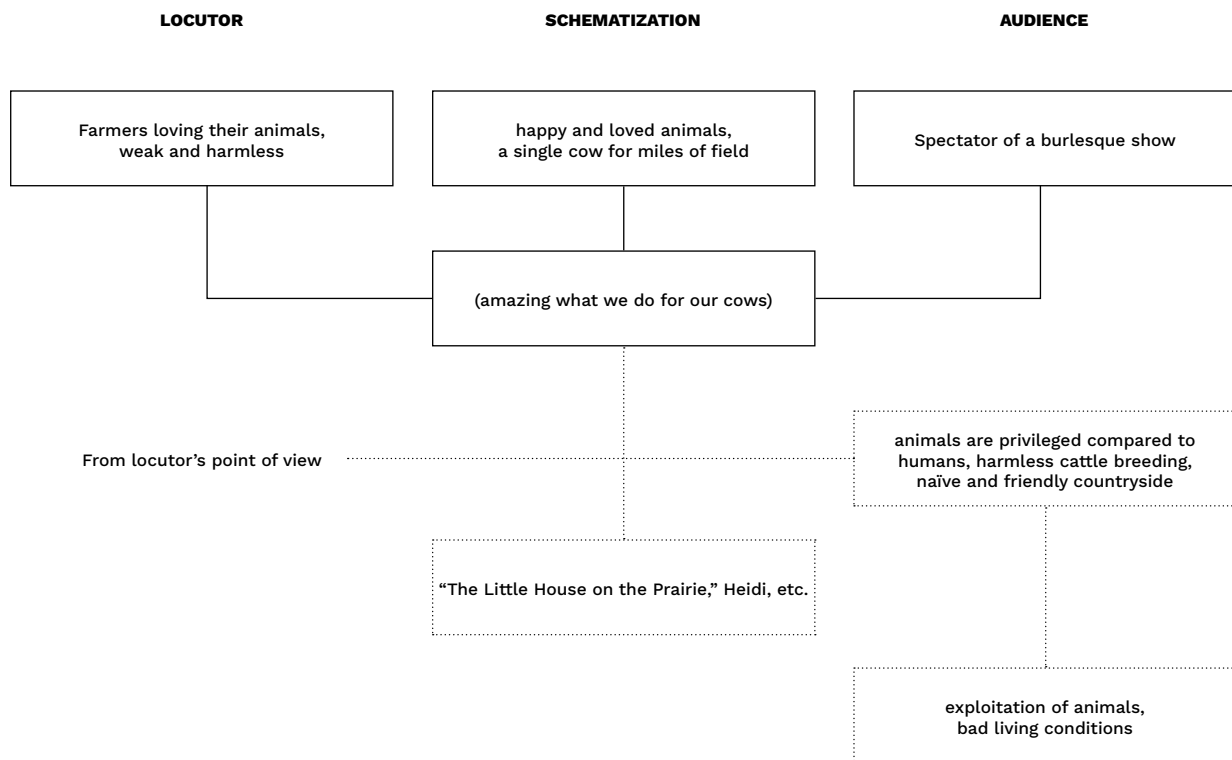 LOCUTOR
SCHEMATIZATION
AUDIENCE
Farmers loving their animals,
weak and harmless
happy and loved animals,
a single cow for miles of field
Spectator of a burlesque show
(amazing what we do for our cows)
From locutor’s point of view
animals are privileged compared to
humans, harmless cattle breeding,
naïve and friendly countryside
“The Little House on the Prairie,” Heidi, etc.
exploitation of animals,
bad living conditions